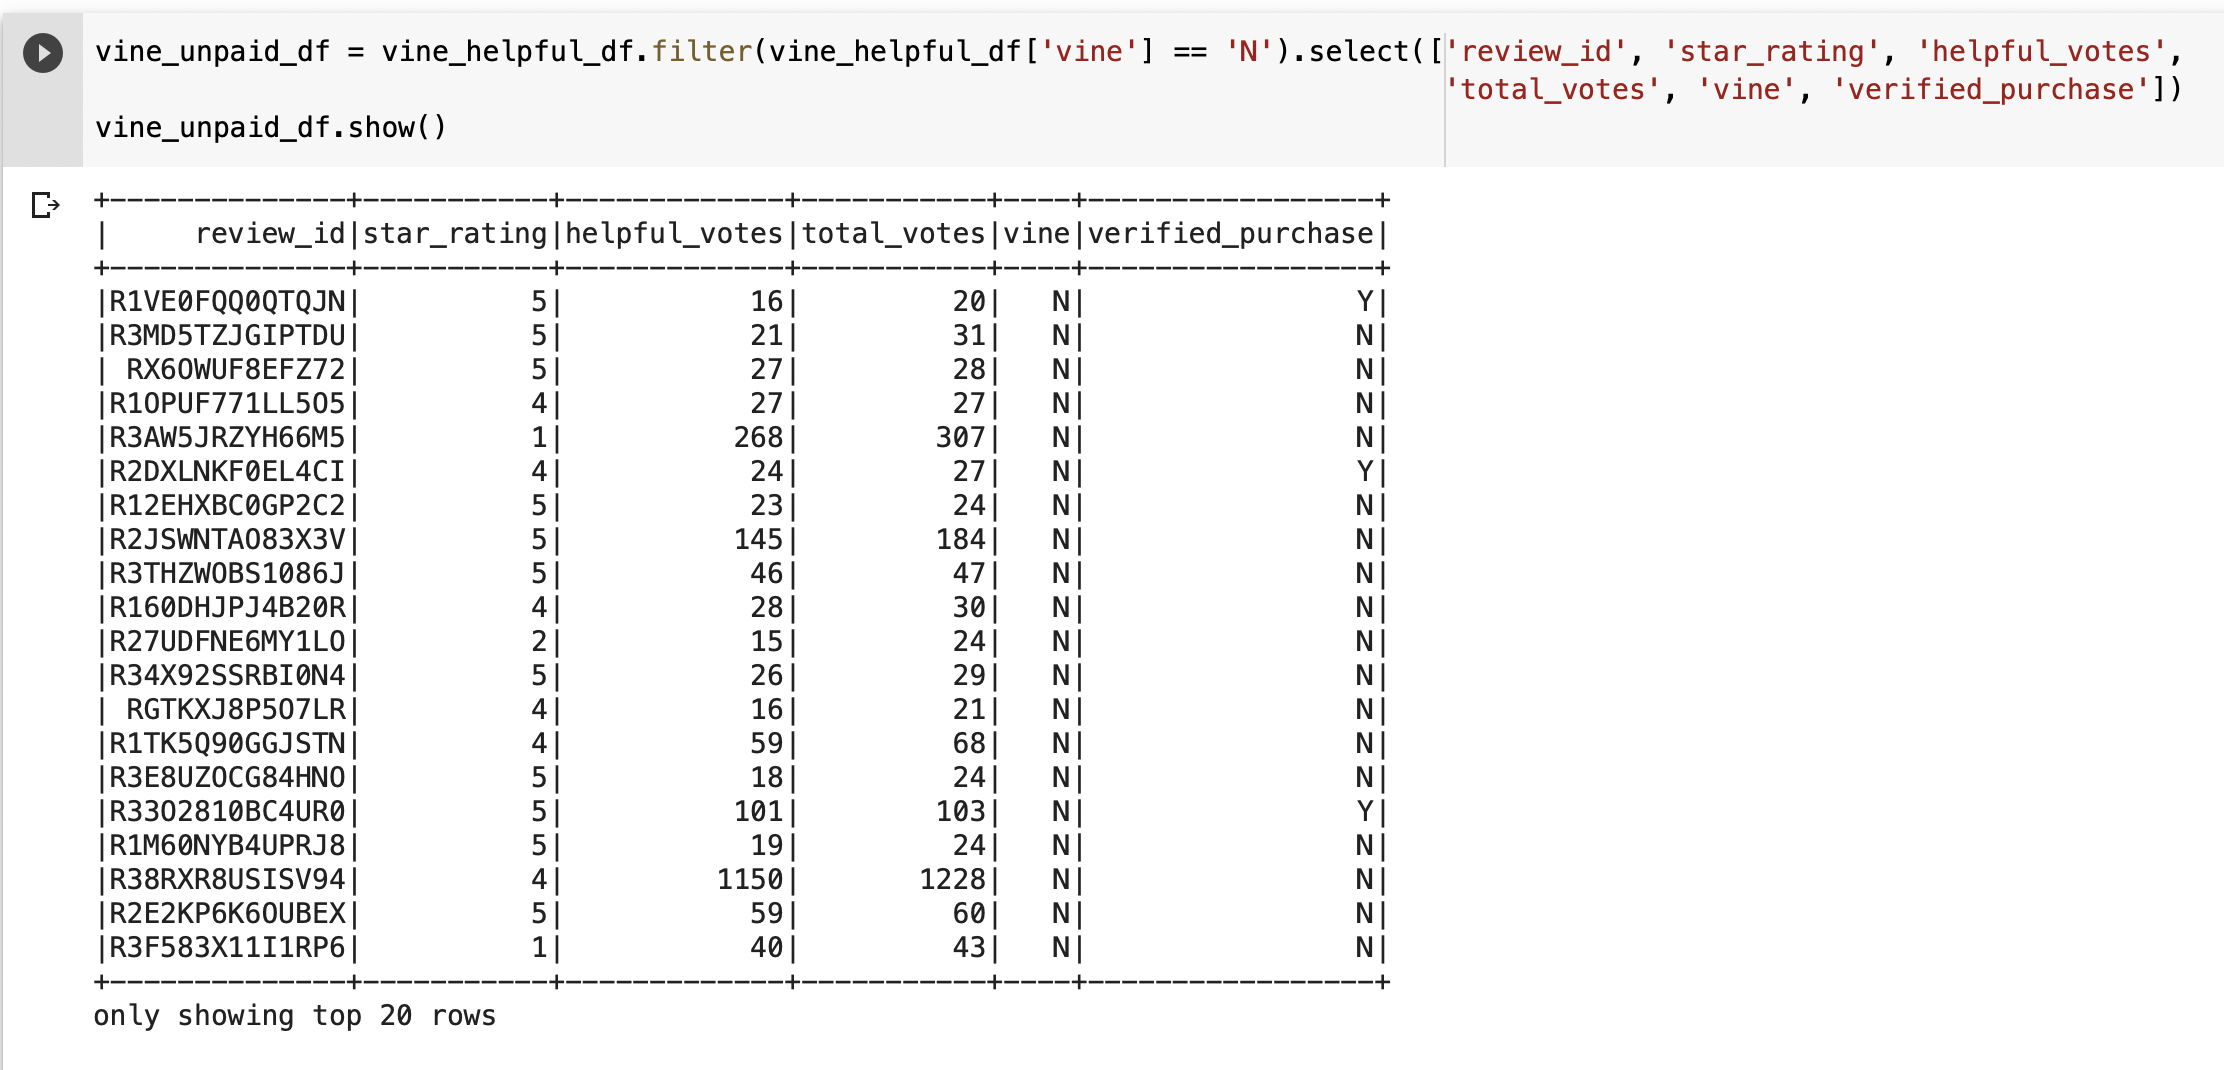 vine_unpaid_df = vine_helpful_df.filter(vine_helpful_df['vine'] == 'N').select(['review_id', 'star_rating', 'helpful_votes',
'total_votes', 'vine', 'verified_purchase'])
vine_unpaid_df.show()
+--------------+-----------+-------------+-----------+----+-----------------+
|     review_id|star_rating|helpful_votes|total_votes|vine|verified_purchase|
+--------------+-----------+-------------+-----------+----+-----------------+
|R1VE0FQQ0QTQJN|          5|           16|         20|   N|                Y|
|R3MD5TZJGIPTDU|          5|           21|         31|   N|                N|
| RX6OWUF8EFZ72|          5|           27|         28|   N|                N|
|R1OPUF771LL5O5|          4|           27|         27|   N|                N|
|R3AW5JRZYH66M5|          1|          268|        307|   N|                N|
|R2DXLNKF0EL4CI|          4|           24|         27|   N|                Y|
|R12EHXBC0GP2C2|          5|           23|         24|   N|                N|
|R2JSWNTAO83X3V|          5|          145|        184|   N|                N|
|R3THZWOBS1086J|          5|           46|         47|   N|                N|
|R160DHJPJ4B20R|          4|           28|         30|   N|                N|
|R27UDFNE6MY1LO|          2|           15|         24|   N|                N|
|R34X92SSRBI0N4|          5|           26|         29|   N|                N|
| RGTKXJ8P5O7LR|          4|           16|         21|   N|                N|
|R1TK5Q90GGJSTN|          4|           59|         68|   N|                N|
|R3E8UZOCG84HNO|          5|           18|         24|   N|                N|
|R33O2810BC4UR0|          5|          101|        103|   N|                Y|
|R1M60NYB4UPRJ8|          5|           19|         24|   N|                N|
|R38RXR8USISV94|          4|         1150|       1228|   N|                N|
|R2E2KP6K6OUBEX|          5|           59|         60|   N|                N|
|R3F583X11I1RP6|          1|           40|         43|   N|                N|
+--------------+-----------+-------------+-----------+----+-----------------+
only showing top 20 rows